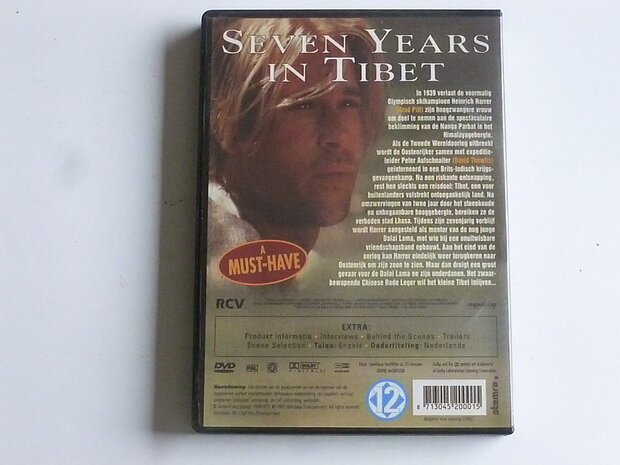 SEVEN YEARS
IN TIBET
In 1939 verlaat de voormalig
Olympisch skikampioen Heinrich Harrer
(Brad Pitt) zijn hoogzwangere vrouw
om deel te nemen aan de spectaculaire
beklimming van de Nanga Parbat in het
Himalayagebergte.
Als de Tweede Wereldoorlog uitbreekt
wordt de Oostenrijker samen met expeditie-
leider Peter Aufschnaiter (David Thewlis)
geïnterneerd in een Brits-Indisch krijgs-
gevangenkamp. Na een riskante ontsnapping,
rest hen slechts een reisdoel: Tibet, een voor
buitenlanders volstrekt ontoegankelijk land. Na
omzwervingen van twee jaar door het steenkoude
en onbegaanbare hooggebergte, bereiken ze de
verboden stad Lhasa. Tijdens zijn zevenjarig verblijf
wordt Harrer aangesteld als mentor van de nog jonge
Dalai Lama, met wie hij een onuitwisbare
vriendschapsband opbouwt. Aan het eind van de
oorlog kan Harrer eindelijk weer terugkeren naar
Oostenrijk om zijn zoon te zien. Maar dan dreigt een groot
gevaar voor de Dalai Lama en zijn onderdanen. Het zwaar-
bewapende Chinese Rode Leger wil het kleine Tibet inlijven...
A
MUST-HAVE
RCV
EXTRA:
Produkt informatie • Interviews • Behind the Scenes • Trailers
Scene Selection • Talen: Engels • Ondertiteling: Nederlands
DVD
PAL
DOLBY
DIGITAL
Waarschuwing:
12
8 713045 200015
stemra